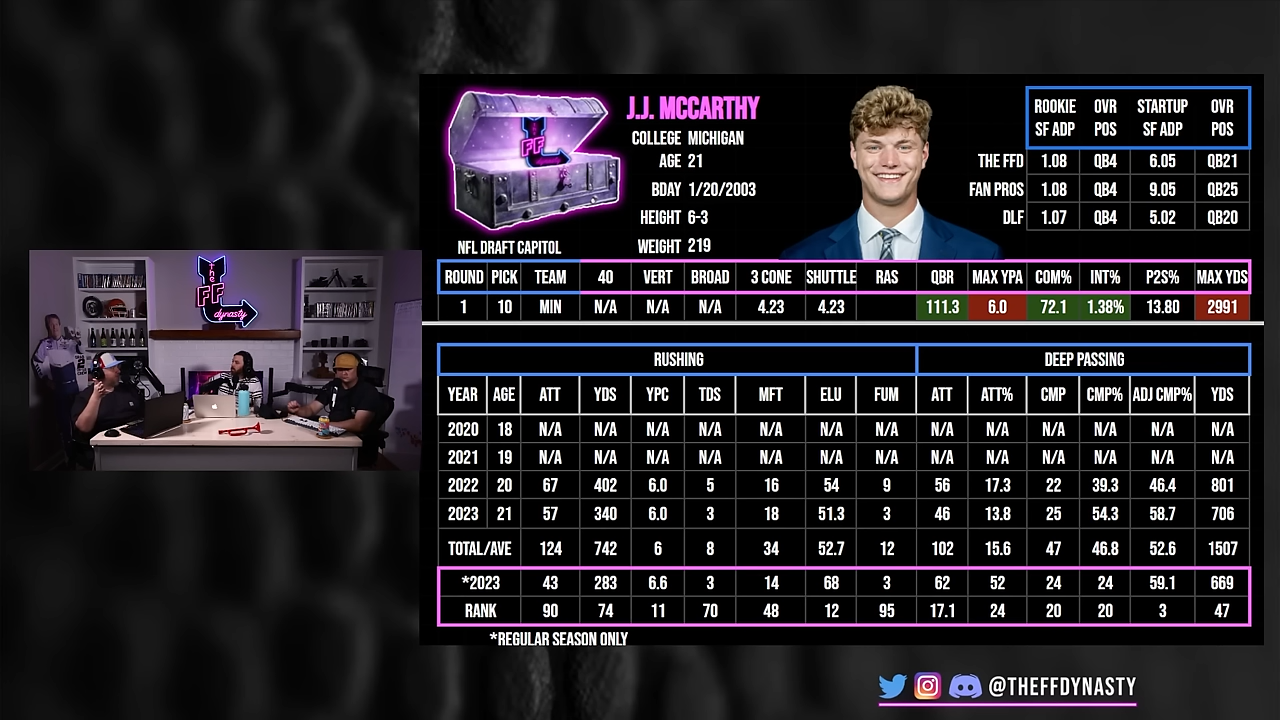 J.J. MCCARTHY
COLLEGE MICHIGAN
AGE 21
BDAY 1/20/2003
HEIGHT 6-3
WEIGHT 219
the
FF
dynasty
NFL DRAFT CAPITOL
ROOKIE SF ADP OVR POS STARTUP SF ADP OVR POS
THE FFD 1.08 QB4 6.05 QB21
FAN PROS 1.08 QB4 9.05 QB25
DLF 1.07 QB4 5.02 QB20
ROUND PICK TEAM 40 VERT BROAD 3 CONE SHUTTLE RAS QBR MAX YPA COM% INT% P2S% MAX YDS
1 10 MIN N/A N/A N/A 4.23 4.23 111.3 6.0 72.1 1.38% 13.80 2991
the
FF
dynasty
RUSHING DEEP PASSING
YEAR AGE ATT YDS YPC TDS MFT ELU FUM ATT ATT% CMP CMP% ADJ CMP% YDS
2020 18 N/A N/A N/A N/A N/A N/A N/A N/A N/A N/A N/A N/A N/A
2021 19 N/A N/A N/A N/A N/A N/A N/A N/A N/A N/A N/A N/A N/A
2022 20 67 402 6.0 5 16 54 9 56 17.3 22 39.3 46.4 801
2023 21 57 340 6.0 3 18 51.3 3 46 13.8 25 54.3 58.7 706
TOTAL/AVE 124 742 6 8 34 52.7 12 102 15.6 47 46.8 52.6 1507
*2023 43 283 6.6 3 14 68 3 62 52 24 24 59.1 669
RANK 90 74 11 70 48 12 95 17.1 24 20 20 3 47
*REGULAR SEASON ONLY
@THEFFDYNASTY